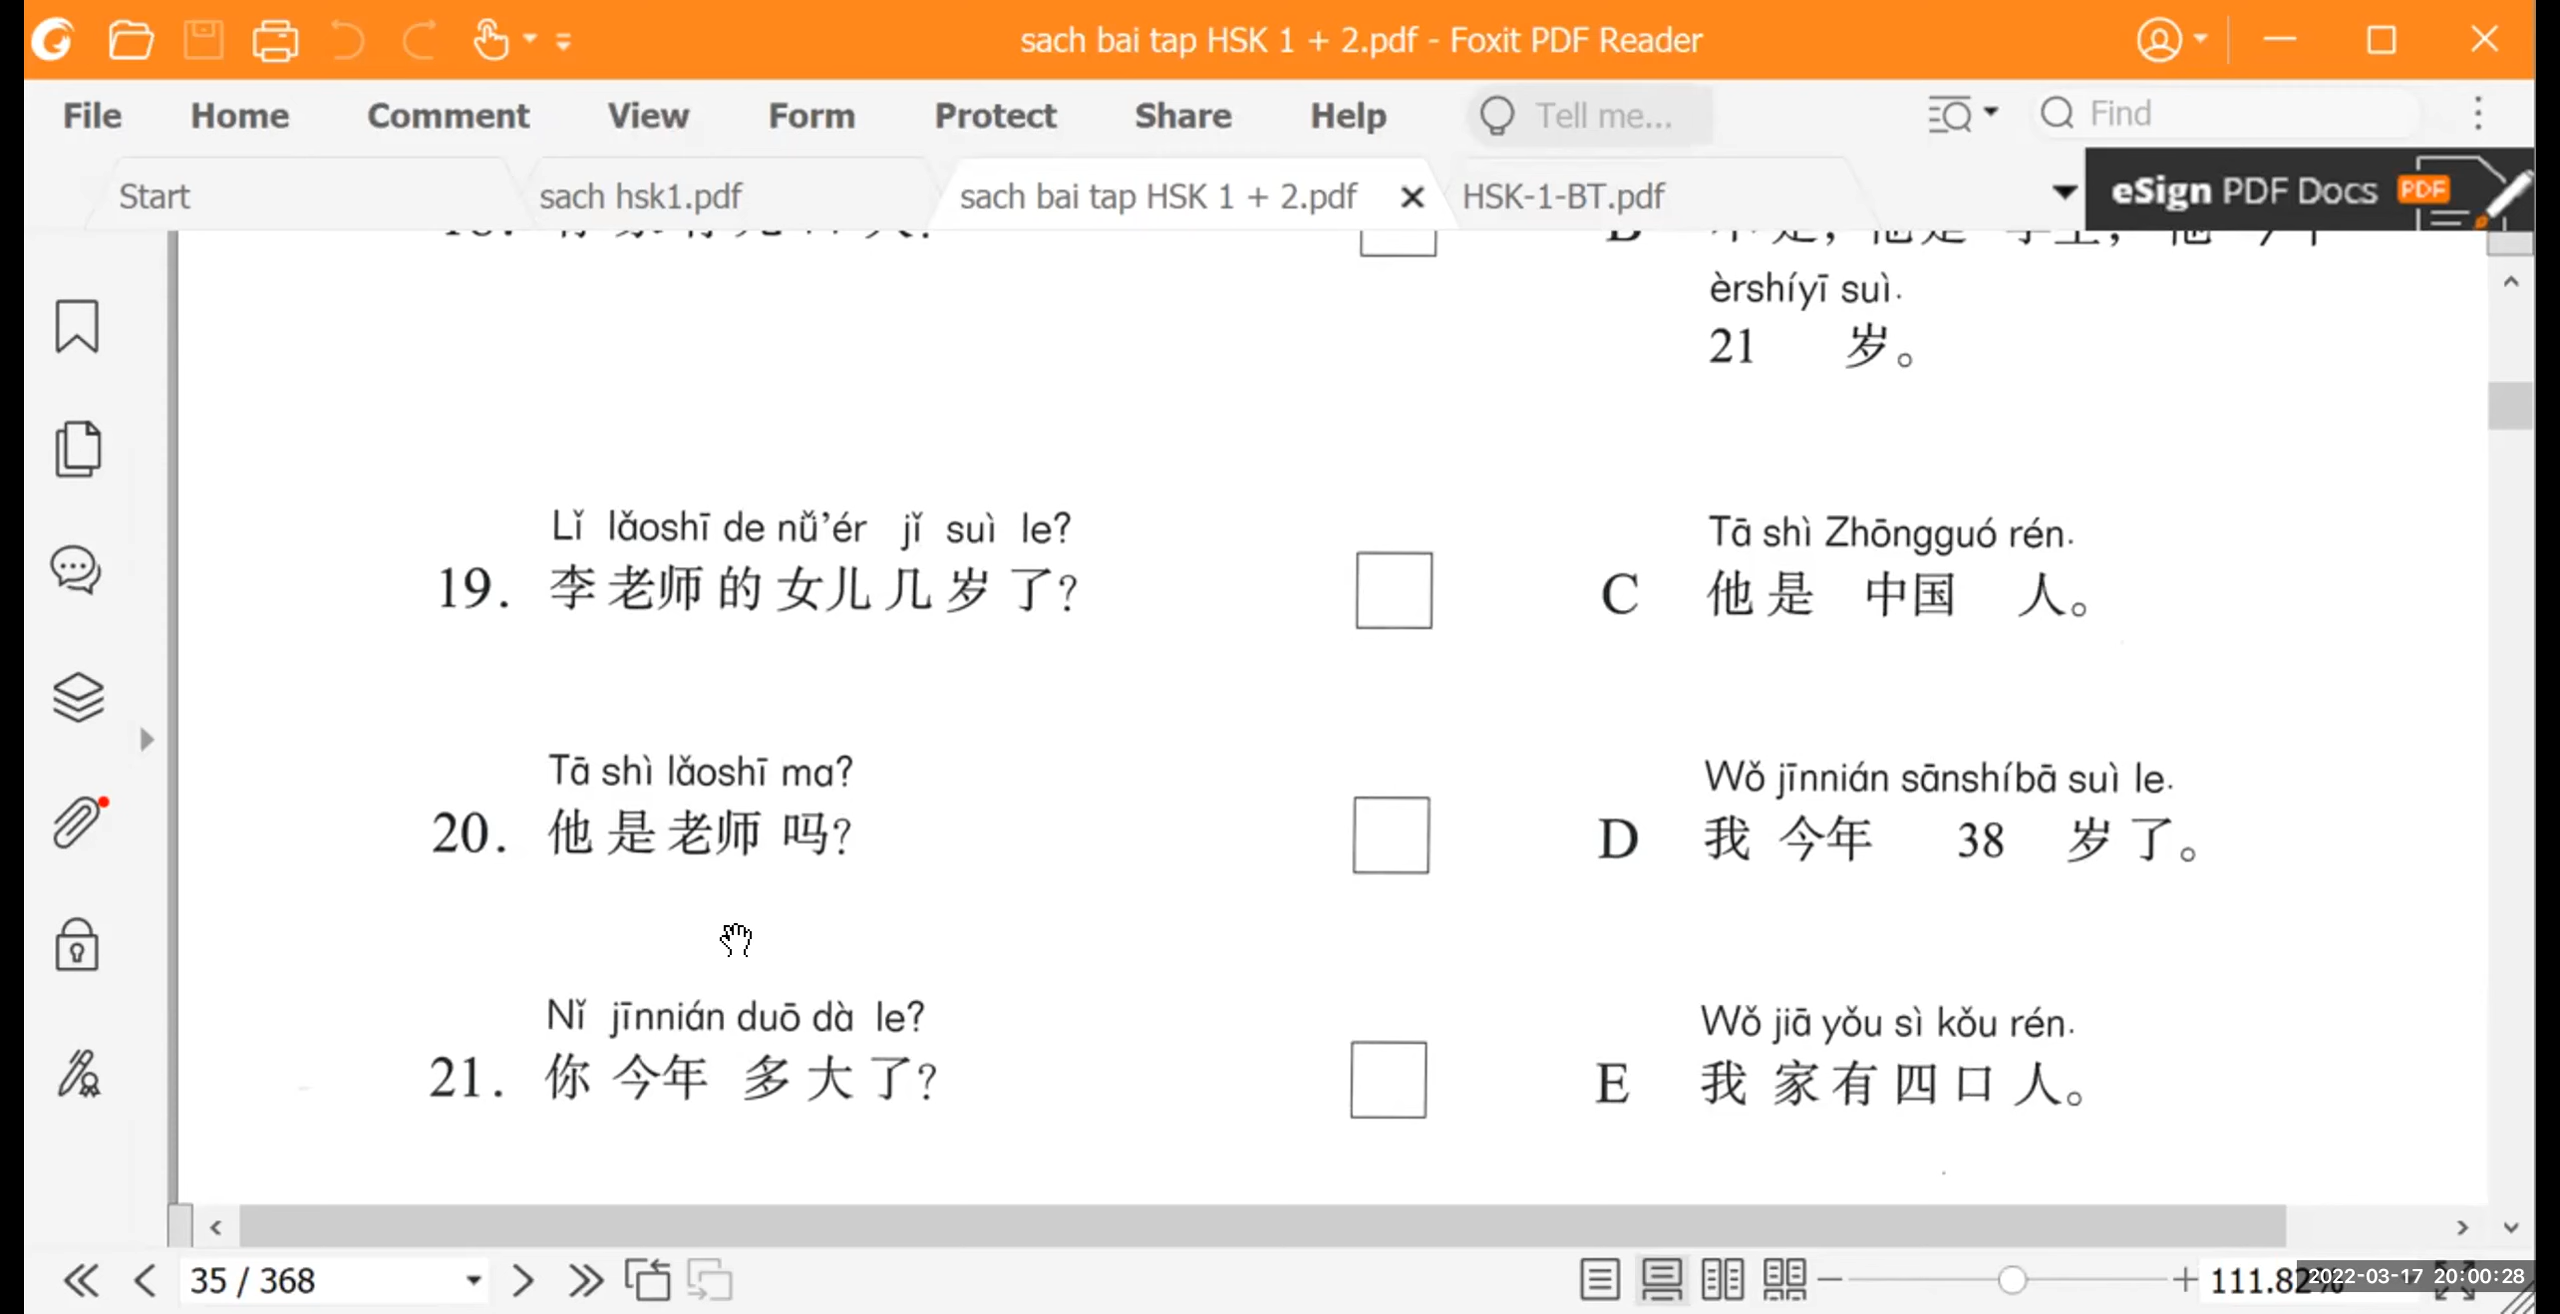 sach bai tap HSK 1 + 2.pdf - Foxit PDF Reader
File Home Comment View Form Protect Share Help Tell me... Find
Start sach hsk1.pdf sach bai tap HSK 1 + 2.pdf HSK-1-BT.pdf eSign PDF Docs PDF
èrshíyī suì.
21 岁。
Lǐ lǎoshī de nǚ'ér jǐ suì le?
19. 李老师的女儿几岁了?
Tā shì Zhōngguó rén.
C 他是中国人。
Tā shì lǎoshī ma?
20. 他是老师吗?
Wǒ jīnnián sānshíbā suì le.
D 我今年 38 岁了。
Nǐ jīnnián duō dà le?
21. 你今年多大了?
Wǒ jiā yǒu sì kǒu rén.
E 我家有四口人。
35 / 368
111.82%
2022-03-17 20:00:28